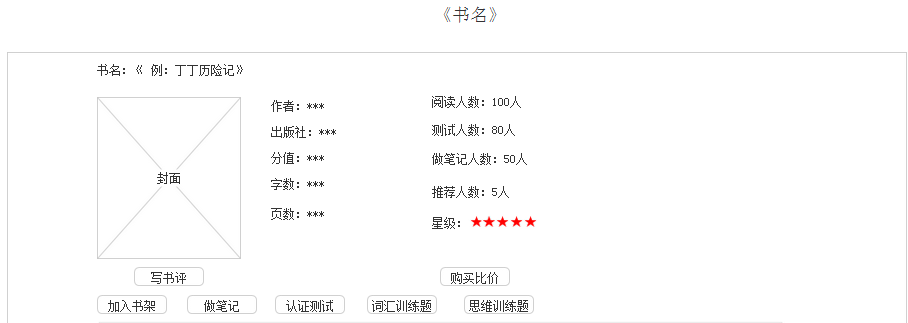 《书名》
书名：《 例：丁丁历险记》
封面
作者：***
出版社：***
分值：***
字数：***
页数：***
阅读人数：100人
测试人数：80人
做笔记人数：50人
推荐人数：5人
星级：★★★★★
写书评
购买比价
加入书架
做笔记
认证测试
词汇训练题
思维训练题